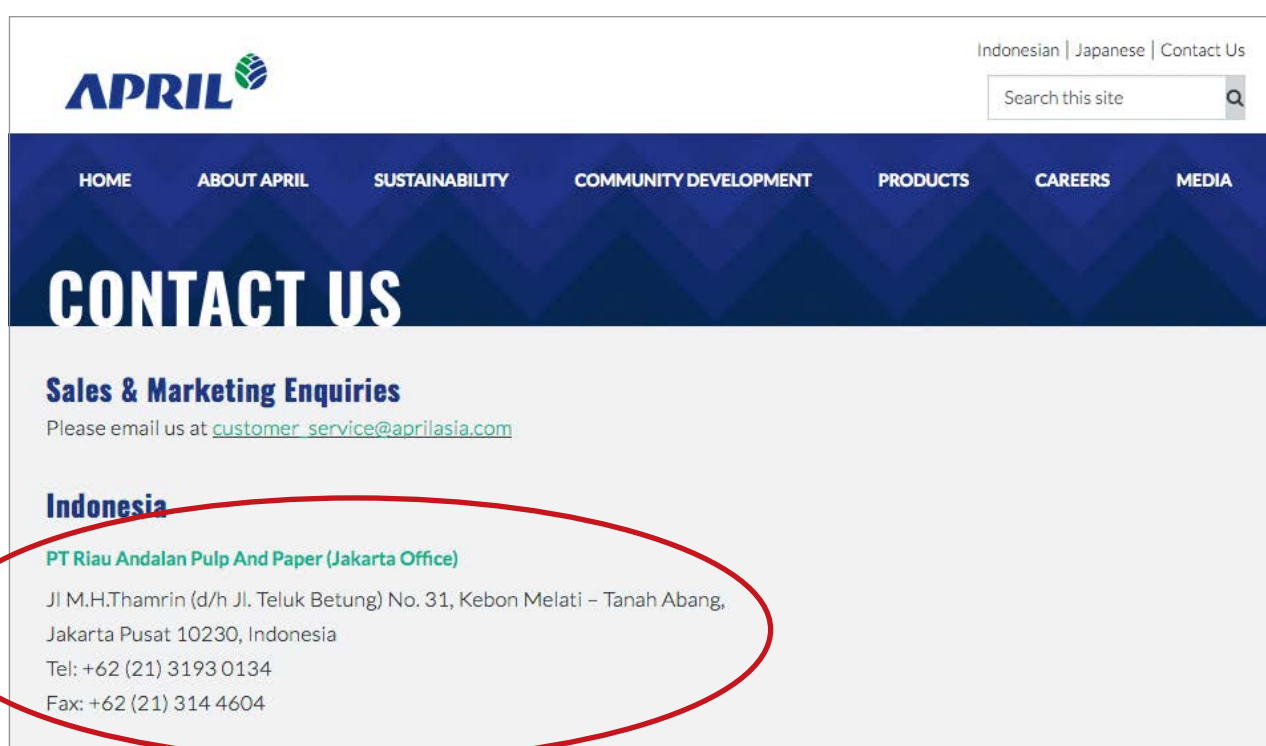 APRIL
Indonesian | Japanese | Contact Us
Search this site
HOME ABOUT APRIL SUSTAINABILITY COMMUNITY DEVELOPMENT PRODUCTS CAREERS MEDIA
CONTACT US
Sales & Marketing Enquiries
Please email us at customer_service@aprilasia.com
Indonesia
PT Riau Andalan Pulp And Paper (Jakarta Office)
Jl M.H.Thamrin (d/h Jl. Teluk Betung) No. 31, Kebon Melati – Tanah Abang,
Jakarta Pusat 10230, Indonesia
Tel: +62 (21) 3193 0134
Fax: +62 (21) 314 4604